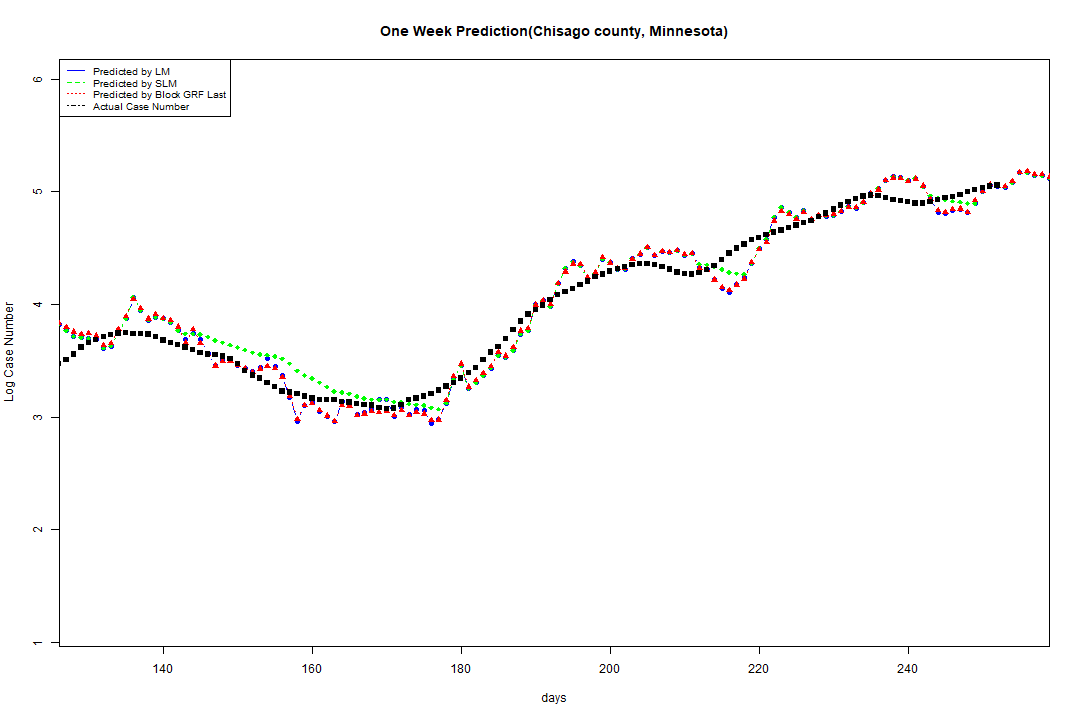 One Week Prediction(Chisago county, Minnesota)
Predicted by LM
Predicted by SLM
Predicted by Block GRF Last
Actual Case Number
6
5
4
3
2
1
Log Case Number
140 160 180 200 220 240
days